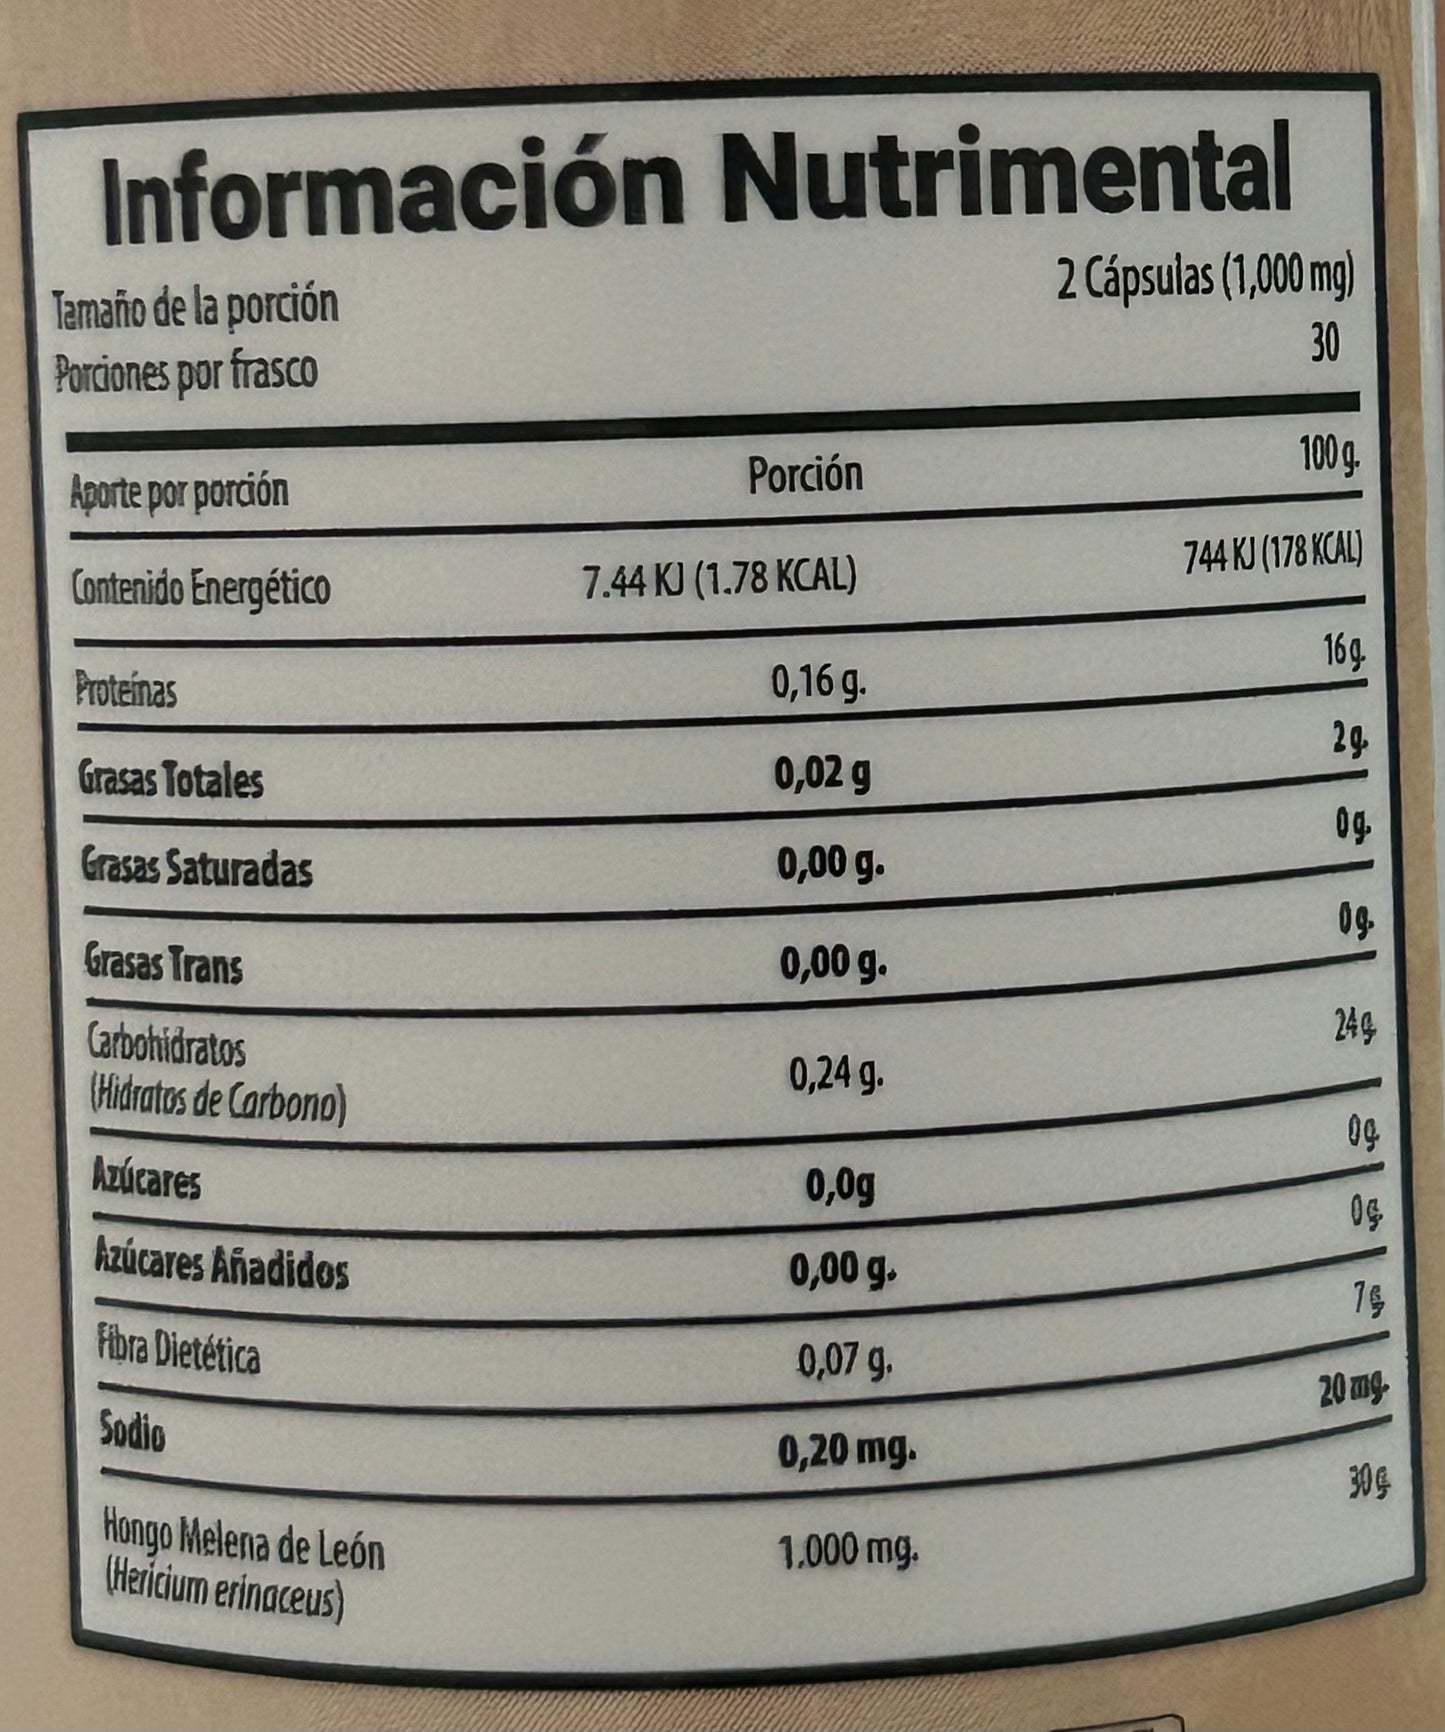 Información Nutrimental
Tamaño de la porción 2 Cápsulas (1,000 mg)
Porciones por frasco 30
Aporte por porción Porción 100 g.
Contenido Energético 7.44 KJ (1.78 KCAL) 744 KJ (178 KCAL)
Proteínas 0,16 g. 16 g.
Grasas Totales 0,02 g 2 g.
Grasas Saturadas 0,00 g. 0 g.
Grasas Trans 0,00 g. 0 g.
Carbohidratos
(Hidratos de Carbono) 0,24 g. 24 g.
Azúcares 0,0g 0 g.
Azúcares Añadidos 0,00 g. 0 g.
Fibra Dietética 0,07 g. 7 g.
Sodio 0,20 mg. 20 mg.
Hongo Melena de León 1.000 mg. 30 g.
(Hericium erinaceus)